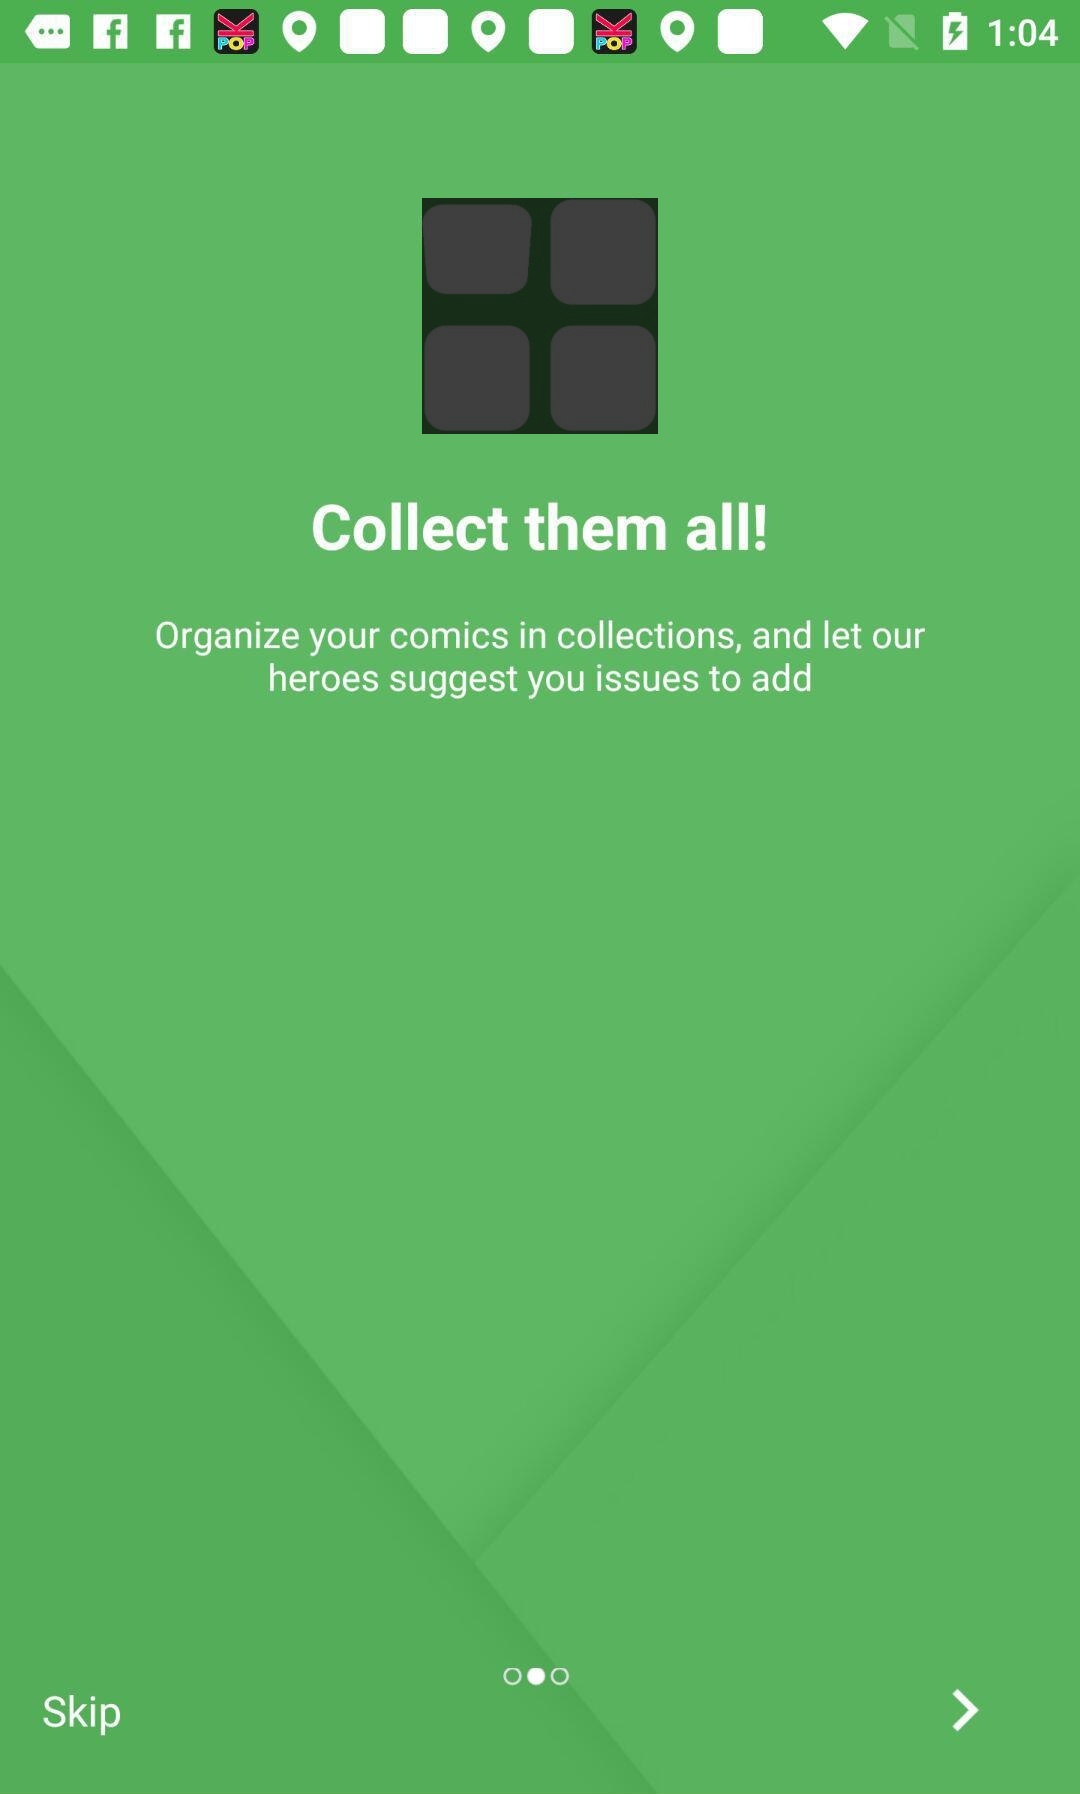 1:04
Collect them all!
Organize your comics in collections, and let our
heroes suggest you issues to add
Skip